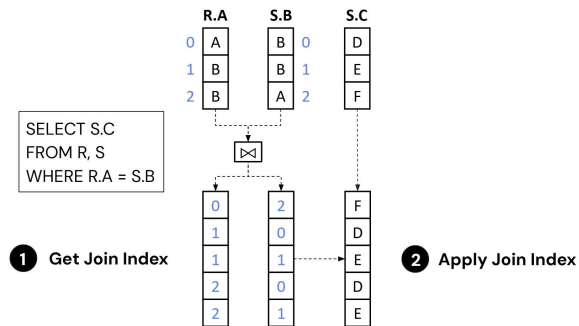 R.A S.B S.C
0 A B 0 D
1 B B 1 E
2 B A 2 F
SELECT S.C
FROM R, S
WHERE R.A = S.B
⋈
0 2 F
1 0 D
1 Get Join Index 1 1 E 2 Apply Join Index
2 0 D
2 1 E